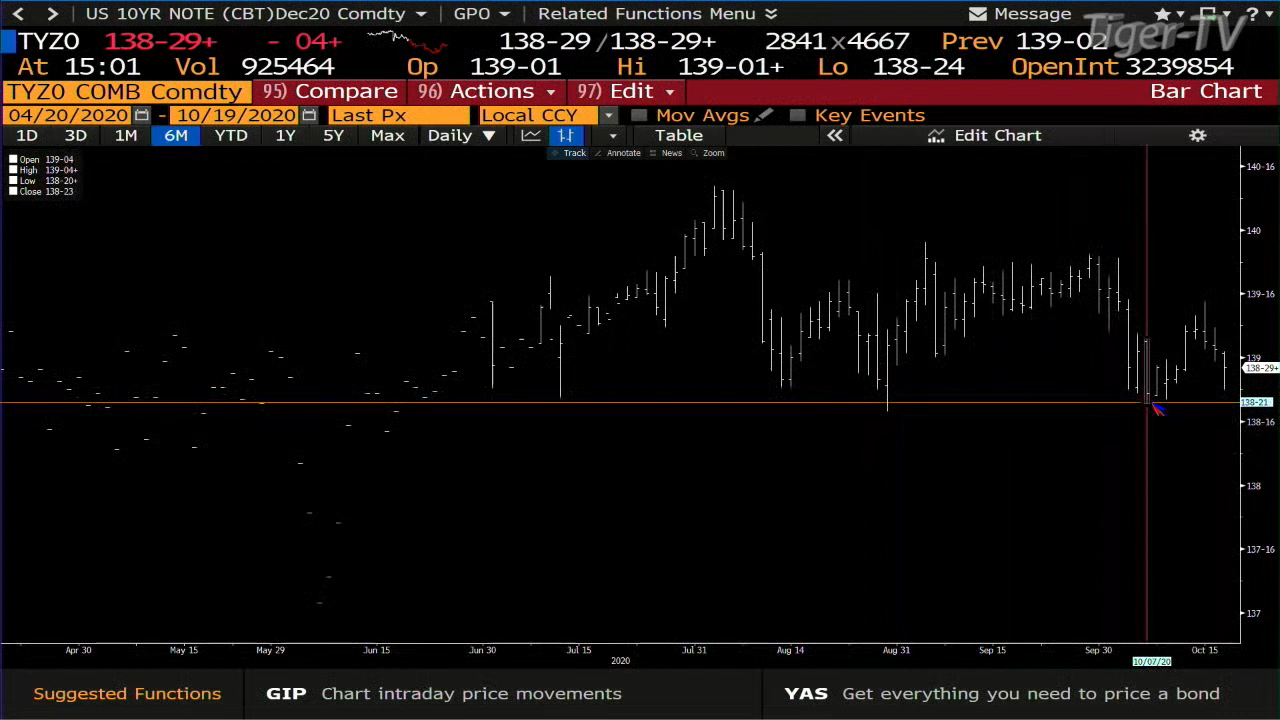 < > US 10YR NOTE (CBT)Dec20 Comdty GPO Related Functions Menu Message ?
Tiger-TV
TYZ0 138-29+ - 04+ 138-29 /138-29+ 2841x4667 Prev 139-02
At 15:01 Vol 925464 Op 139-01 Hi 139-01+ Lo 138-24 OpenInt 3239854
TYZ0 COMB Comdty 95) Compare 96) Actions 97) Edit Bar Chart
04/20/2020 - 10/19/2020 Last Px Local CCY Mov Avgs Key Events
1D 3D 1M 6M YTD 1Y 5Y Max Daily ▼ Table « Edit Chart
Track Annotate News Zoom
Open 139-04
High 139-04+
Low 138-20+
Close 138-23
140-16
140
139-16
139
138-29+
138-21
138-16
138
137-16
137
Apr 30 May 15 May 29 Jun 15 Jun 30 Jul 15 Jul 31 Aug 14 Aug 31 Sep 15 Sep 30 Oct 15
2020 10/07/20
Suggested Functions GIP Chart intraday price movements YAS Get everything you need to price a bond